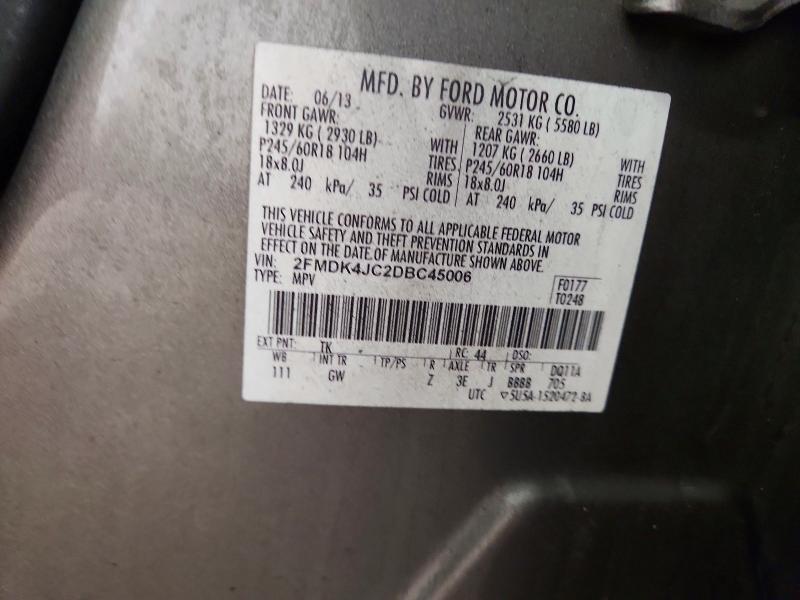 MFD. BY FORD MOTOR CO.
DATE: 06/13 GVWR: 2531 KG ( 5580 LB)
FRONT GAWR: REAR GAWR:
1329 KG ( 2930 LB) WITH 1207 KG ( 2660 LB) WITH
P245/60R18 104H TIRES P245/60R18 104H TIRES
18x8.0J RIMS 18x8.0J RIMS
AT 240 kPa/ 35 PSI COLD AT 240 kPa/ 35 PSI COLD
THIS VEHICLE CONFORMS TO ALL APPLICABLE FEDERAL MOTOR
VEHICLE SAFETY AND THEFT PREVENTION STANDARDS IN
EFFECT ON THE DATE OF MANUFACTURE SHOWN ABOVE.
VIN: 2FMDK4JC2DBC45006
TYPE: MPV
F0177
T0248
EXT PNT: TK RC: 44 DSO:
WB INT TR TP/PS R AXLE TR SPR DQ11A
111 GW Z 3E J BBBB 705
UTC ▽5U5A-1520472-BA